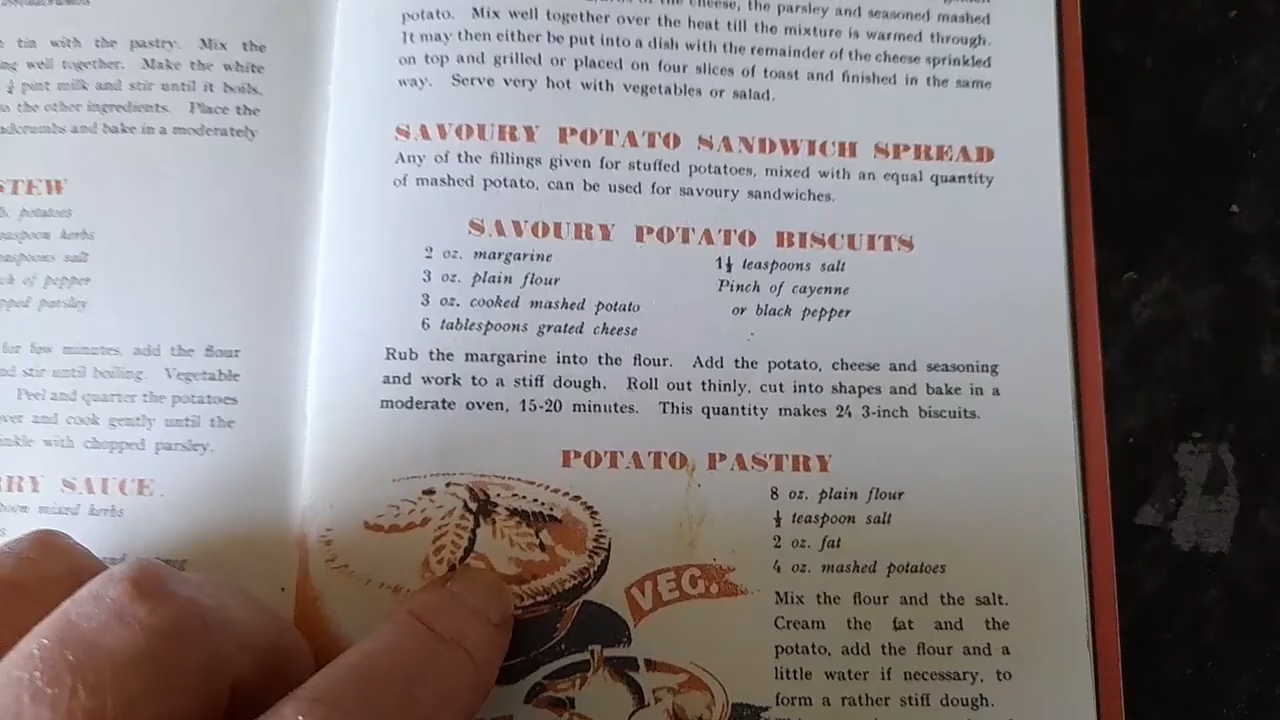 tin with the pastry. Mix the
well together. Make the white
pint milk and stir until it boils,
the other ingredients. Place the
and bake in a moderately
STEW
potatoes
herbs
salt
of pepper
parsley
for few minutes, add the flour
and stir until boiling. Vegetable
Peel and quarter the potatoes
and cook gently until the
with chopped parsley.
SAUCE.
mixed herbs
cheese, the parsley and seasoned mashed
potato. Mix well together over the heat till the mixture is warmed through.
It may then either be put into a dish with the remainder of the cheese sprinkled
on top and grilled or placed on four slices of toast and finished in the same
way. Serve very hot with vegetables or salad.
SAVOURY POTATO SANDWICH SPREAD
Any of the fillings given for stuffed potatoes, mixed with an equal quantity
of mashed potato, can be used for savoury sandwiches.
SAVOURY POTATO BISCUITS
2 oz. margarine
3 oz. plain flour
3 oz. cooked mashed potato
6 tablespoons grated cheese
1½ teaspoons salt
Pinch of cayenne
or black pepper
Rub the margarine into the flour. Add the potato, cheese and seasoning
and work to a stiff dough. Roll out thinly, cut into shapes and bake in a
moderate oven, 15-20 minutes. This quantity makes 24 3-inch biscuits.
POTATO PASTRY
8 oz. plain flour
½ teaspoon salt
2 oz. fat
4 oz. mashed potatoes
VEG.
Mix the flour and the salt.
Cream the fat and the
potato, add the flour and a
little water if necessary, to
form a rather stiff dough.